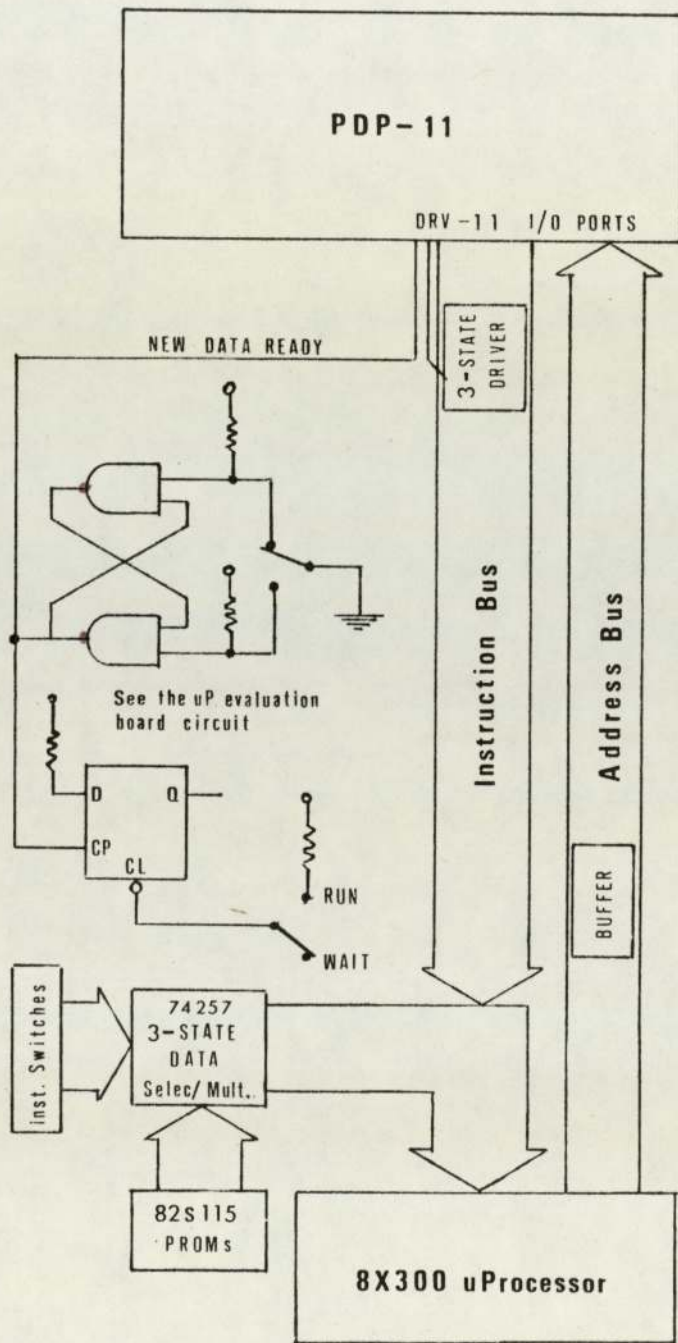 PDP-11
DRV-11 I/O PORTS
NEW DATA READY
3-STATE
DRIVER
Instruction Bus
Address Bus
See the uP evaluation
board circuit
D
Q
CP
CL
RUN
WAIT
BUFFER
inst. Switches
74257
3-STATE
DATA
Selec/Mult.
82S115
PROMs
8X300 uProcessor